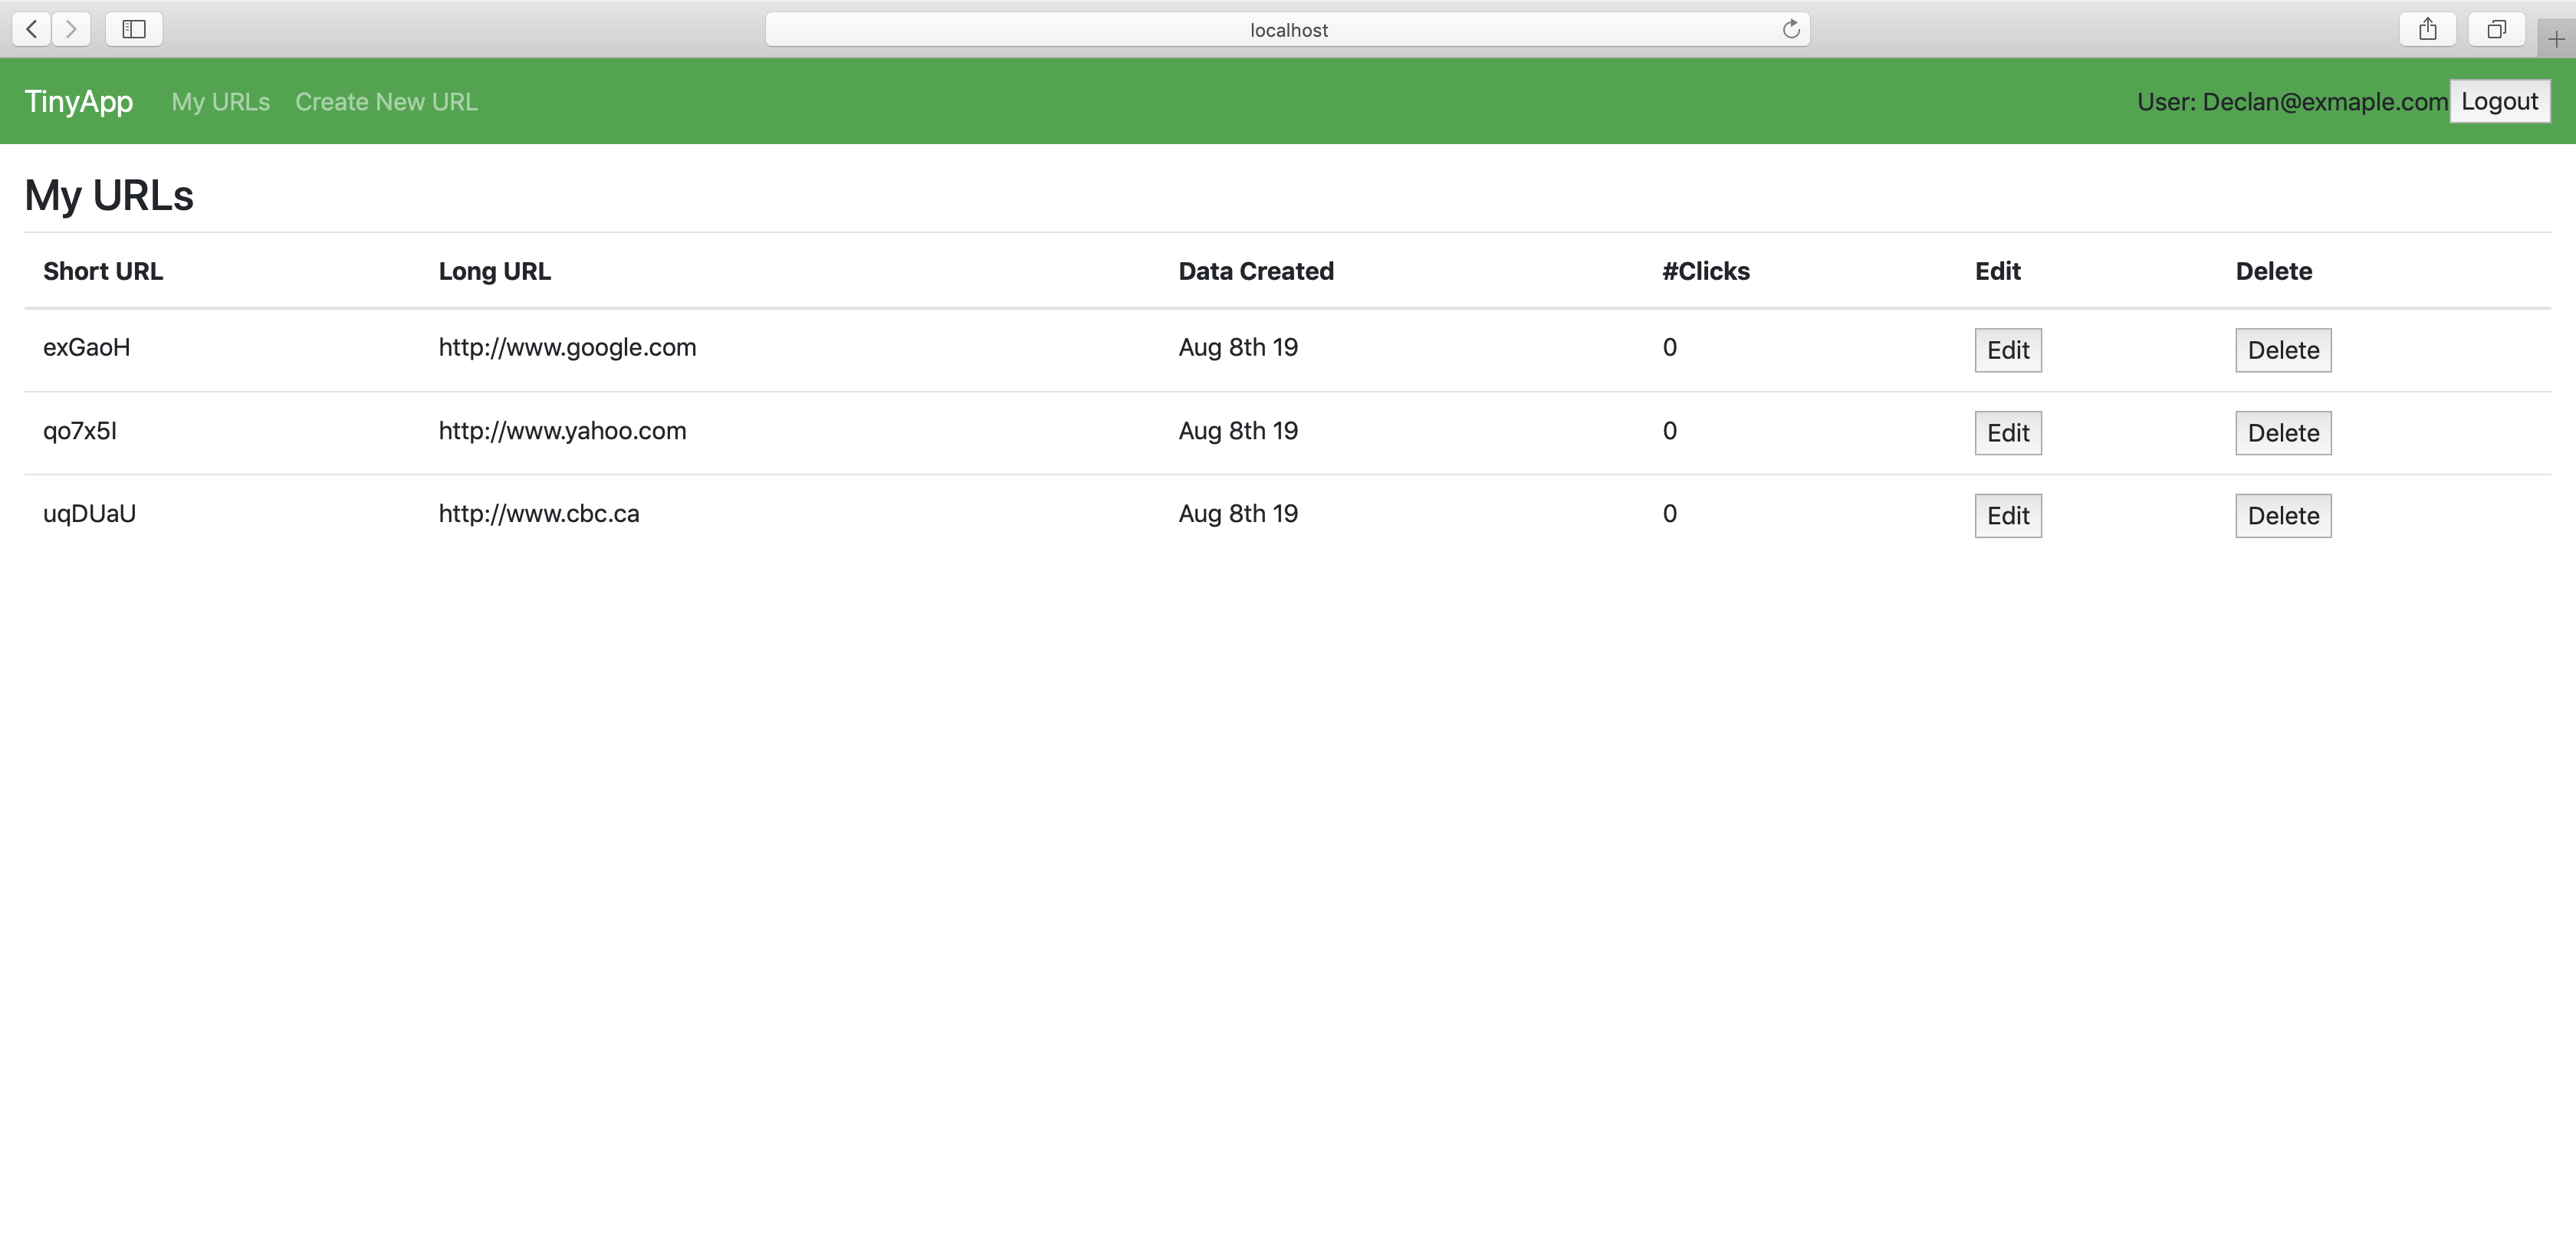 localhost
TinyApp My URLs Create New URL User: Declan@exmaple.com Logout
My URLs
Short URL Long URL Data Created #Clicks Edit Delete
exGaoH http://www.google.com Aug 8th 19 0 Edit Delete
qo7x5I http://www.yahoo.com Aug 8th 19 0 Edit Delete
uqDUaU http://www.cbc.ca Aug 8th 19 0 Edit Delete